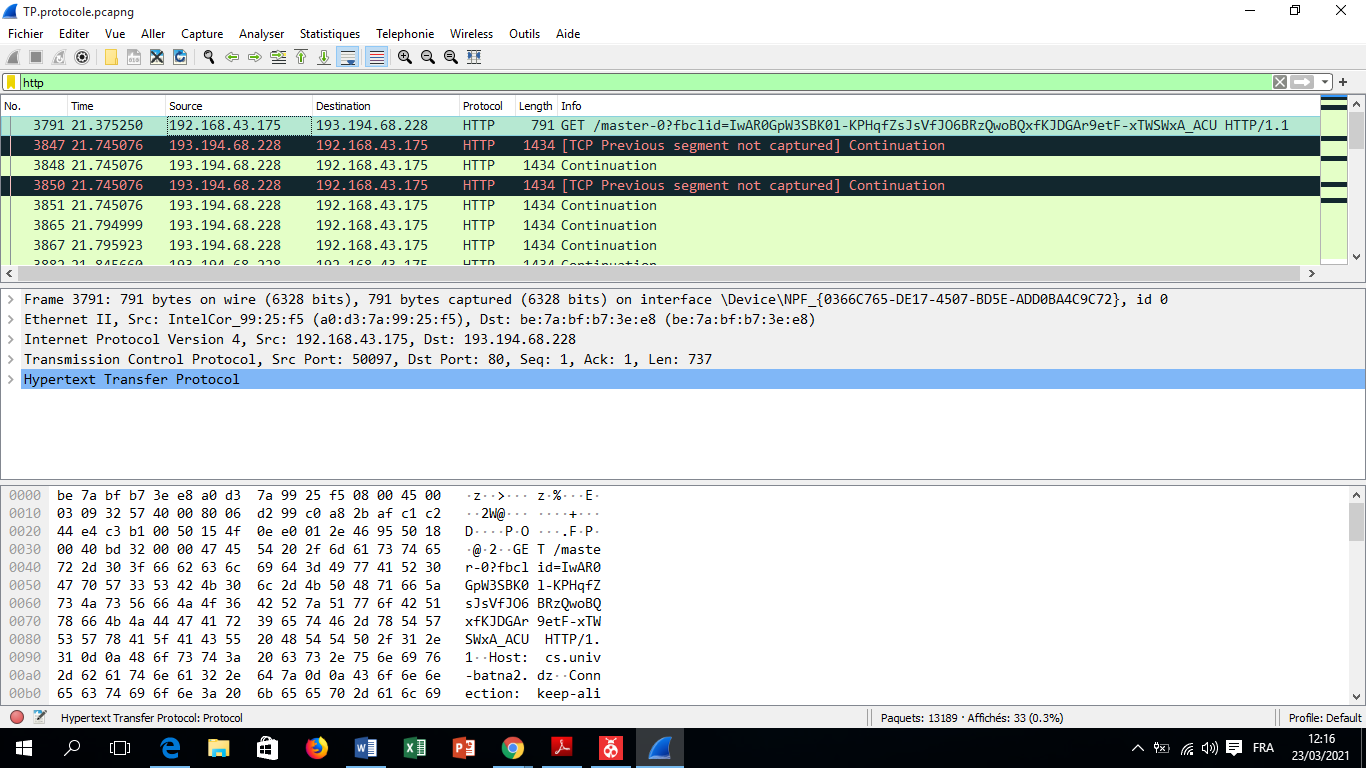 TP.protocole.pcapng
Fichier Editer Vue Aller Capture Analyser Statistiques Telephonie Wireless Outils Aide
http
No. Time Source Destination Protocol Length Info
3791 21.375250 192.168.43.175 193.194.68.228 HTTP 791 GET /master-0?fbclid=IwAR0GpW3SBK0l-KPHqfZsJsVfJO6BRzQwoBQxfKJDGAr9etF-xTWSWxA_ACU HTTP/1.1
3847 21.745076 193.194.68.228 192.168.43.175 HTTP 1434 [TCP Previous segment not captured] Continuation
3848 21.745076 193.194.68.228 192.168.43.175 HTTP 1434 Continuation
3850 21.745076 193.194.68.228 192.168.43.175 HTTP 1434 [TCP Previous segment not captured] Continuation
3851 21.745076 193.194.68.228 192.168.43.175 HTTP 1434 Continuation
3865 21.794999 193.194.68.228 192.168.43.175 HTTP 1434 Continuation
3867 21.795923 193.194.68.228 192.168.43.175 HTTP 1434 Continuation
3882 21.845660 193.194.68.228 192.168.43.175 HTTP 1434 Continuation
Frame 3791: 791 bytes on wire (6328 bits), 791 bytes captured (6328 bits) on interface \Device\NPF_{0366C765-DE17-4507-BD5E-ADD0BA4C9C72}, id 0
Ethernet II, Src: IntelCor_99:25:f5 (a0:d3:7a:99:25:f5), Dst: be:7a:bf:b7:3e:e8 (be:7a:bf:b7:3e:e8)
Internet Protocol Version 4, Src: 192.168.43.175, Dst: 193.194.68.228
Transmission Control Protocol, Src Port: 50097, Dst Port: 80, Seq: 1, Ack: 1, Len: 737
Hypertext Transfer Protocol
0000 be 7a bf b7 3e e8 a0 d3 7a 99 25 f5 08 00 45 00 ·z··>··· z·%···E·
0010 03 09 32 57 40 00 80 06 d2 99 c0 a8 2b af c1 c2 ··2W@··· ····+···
0020 44 e4 c3 b1 00 50 15 4f 0e e0 01 2e 46 95 50 18 D····P·O ···.F·P·
0030 00 40 bd 32 00 00 47 45 54 20 2f 6d 61 73 74 65 ·@·2··GE T /maste
0040 72 2d 30 3f 66 62 63 6c 69 64 3d 49 77 41 52 30 r-0?fbcl id=IwAR0
0050 47 70 57 33 53 42 4b 30 6c 2d 4b 50 48 71 66 5a GpW3SBK0 l-KPHqfZ
0060 73 4a 73 56 66 4a 4f 36 42 52 7a 51 77 6f 42 51 sJsVfJO6 BRzQwoBQ
0070 78 66 4b 4a 44 47 41 72 39 65 74 46 2d 78 54 57 xfKJDGAr 9etF-xTW
0080 53 57 78 41 5f 41 43 55 20 48 54 54 50 2f 31 2e SWxA_ACU HTTP/1.
0090 31 0d 0a 48 6f 73 74 3a 20 63 73 2e 75 6e 69 76 1··Host: cs.univ
00a0 2d 62 61 74 6e 61 32 2e 64 7a 0d 0a 43 6f 6e 6e -batna2. dz··Conn
00b0 65 63 74 69 6f 6e 3a 20 6b 65 65 70 2d 61 6c 69 ection: keep-ali
Hypertext Transfer Protocol: Protocol Paquets: 13189 · Affichés: 33 (0.3%) Profile: Default
FRA 12:16
23/03/2021